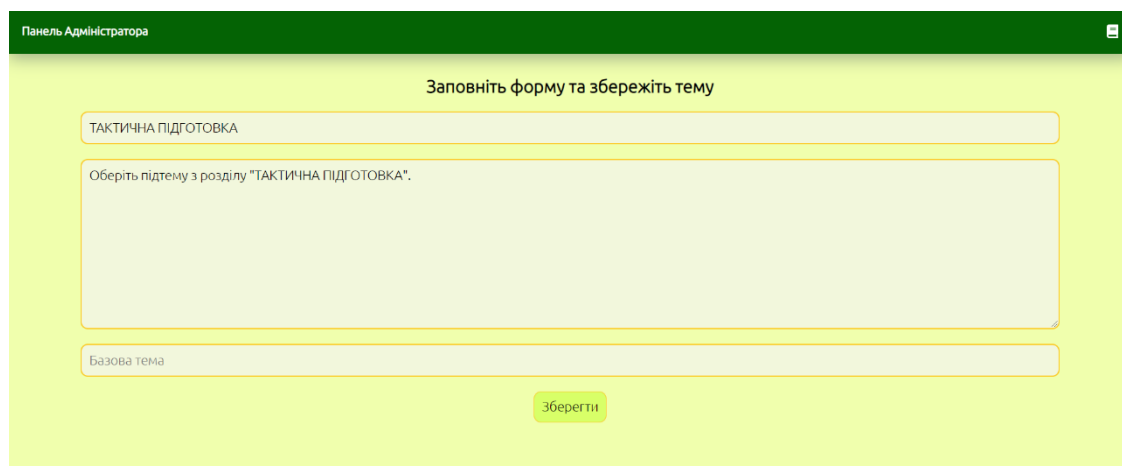 Панель Адміністратора
Заповніть форму та збережіть тему
ТАКТИЧНА ПІДГОТОВКА
Оберіть підтему з розділу "ТАКТИЧНА ПІДГОТОВКА".
Базова тема
Зберегти